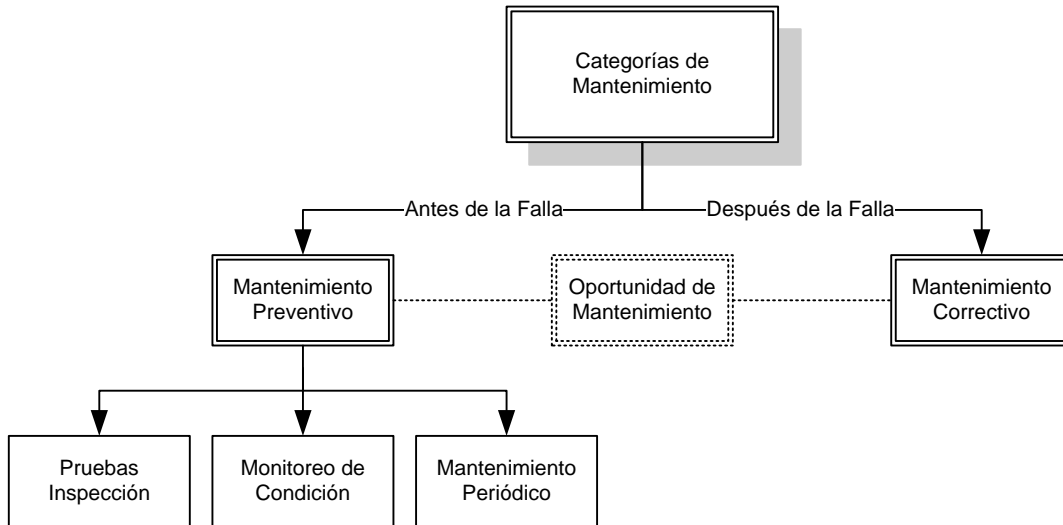 Categorías de
Mantenimiento
Antes de la Falla
Después de la Falla
Mantenimiento
Preventivo
Oportunidad de
Mantenimiento
Mantenimiento
Correctivo
Pruebas
Inspección
Monitoreo de
Condición
Mantenimiento
Periódico